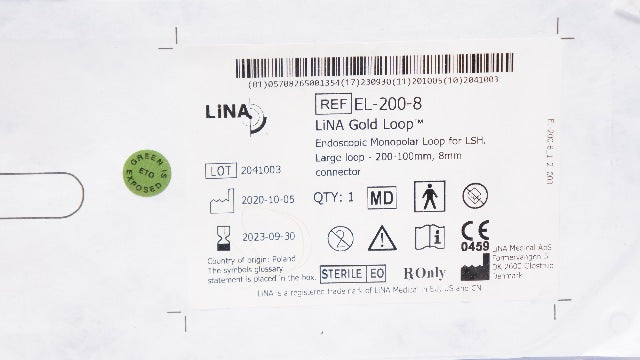 (01)05708265001354(17)230930(11)201005(10)2041003
LiNA
REF EL-200-8
LiNA Gold Loop™
Endoscopic Monopolar Loop for LSH.
Large loop - 200-100mm, 8mm
connector
LOT 2041003
2020-10-05
QTY: 1 MD
2023-09-30
CE
0459
GREEN IS
ETO
EXPOSED
Country of origin: Poland
The symbols glossary
statement is placed in the box.
STERILE EO
Rx Only
LiNA Medical ApS
Formervangen 5
DK-2600 Glostrup
Denmark
LiNA is a registered trademark of LiNA Medical in EU, US and CN